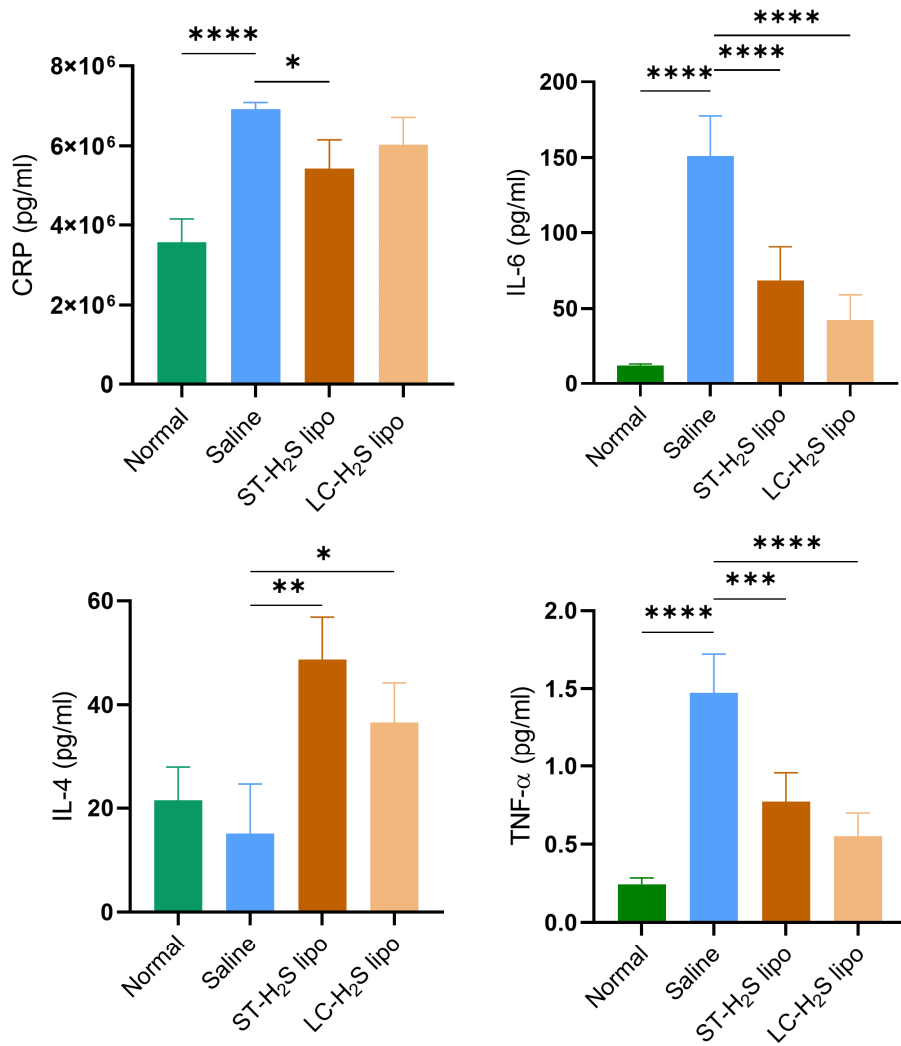 ****
*
8×10⁶
6×10⁶
4×10⁶
2×10⁶
0
CRP (pg/ml)
Normal
Saline
ST-H₂S lipo
LC-H₂S lipo
****
****
****
200
150
100
50
0
IL-6 (pg/ml)
Normal
Saline
ST-H₂S lipo
LC-H₂S lipo
*
**
60
40
20
0
IL-4 (pg/ml)
Normal
Saline
ST-H₂S lipo
LC-H₂S lipo
****
***
****
2.0
1.5
1.0
0.5
0.0
TNF-α (pg/ml)
Normal
Saline
ST-H₂S lipo
LC-H₂S lipo